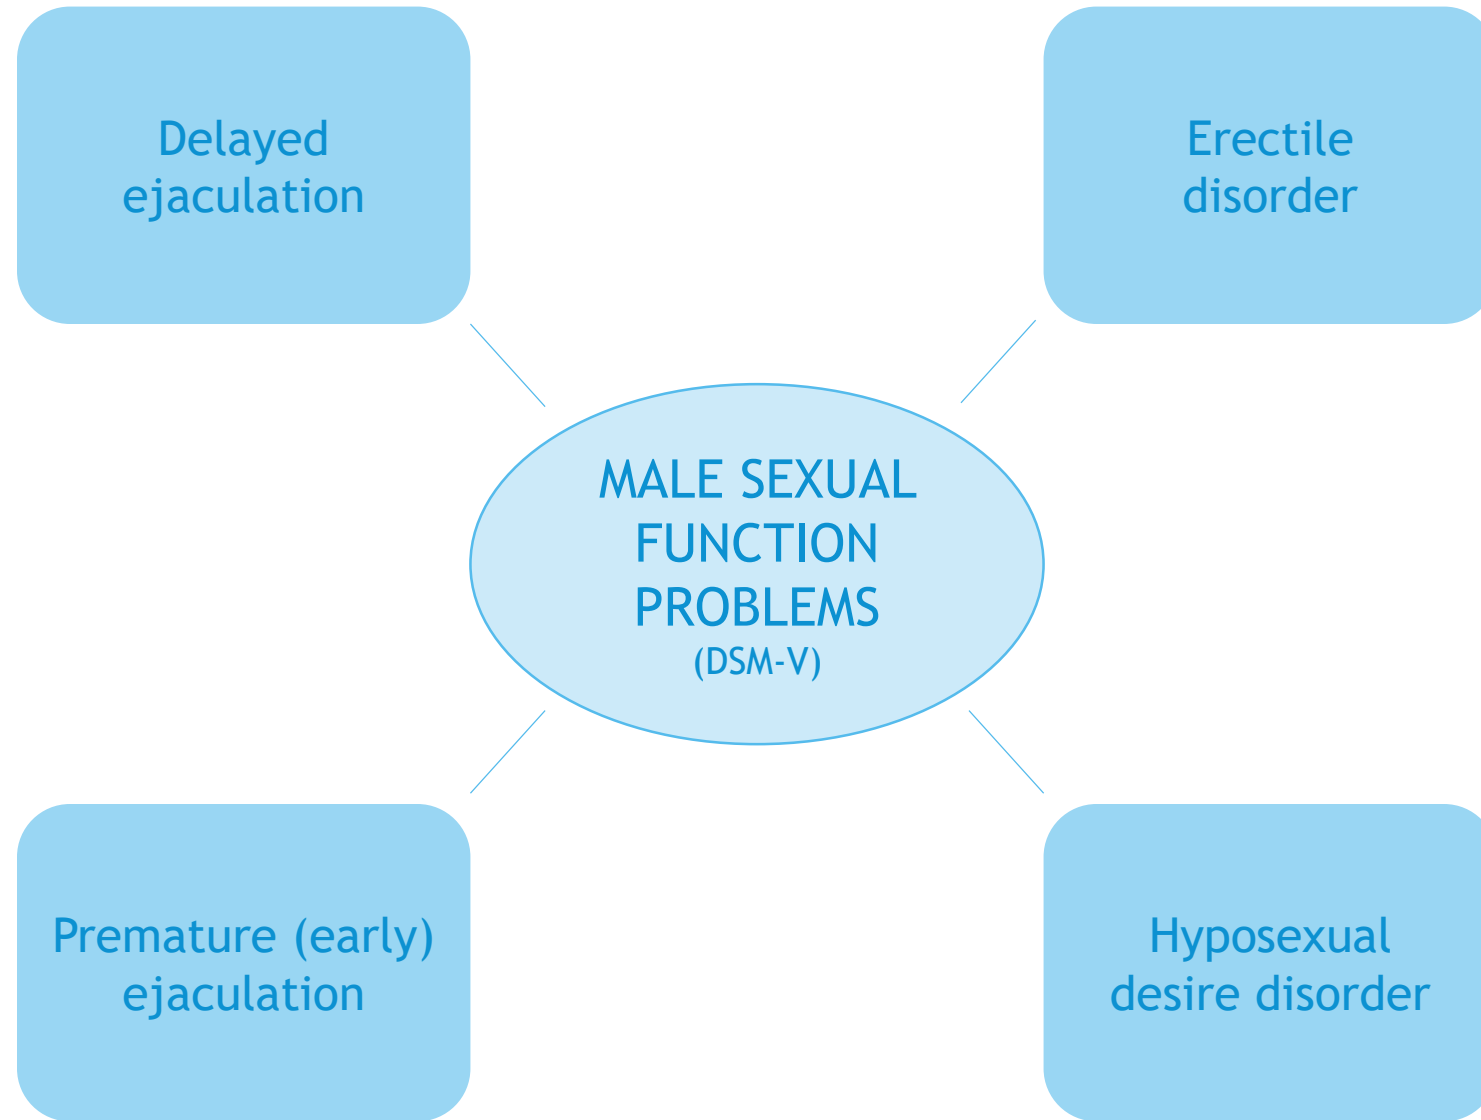 Delayed
ejaculation
Erectile
disorder
MALE SEXUAL
FUNCTION
PROBLEMS
(DSM-V)
Premature (early)
ejaculation
Hyposexual
desire disorder